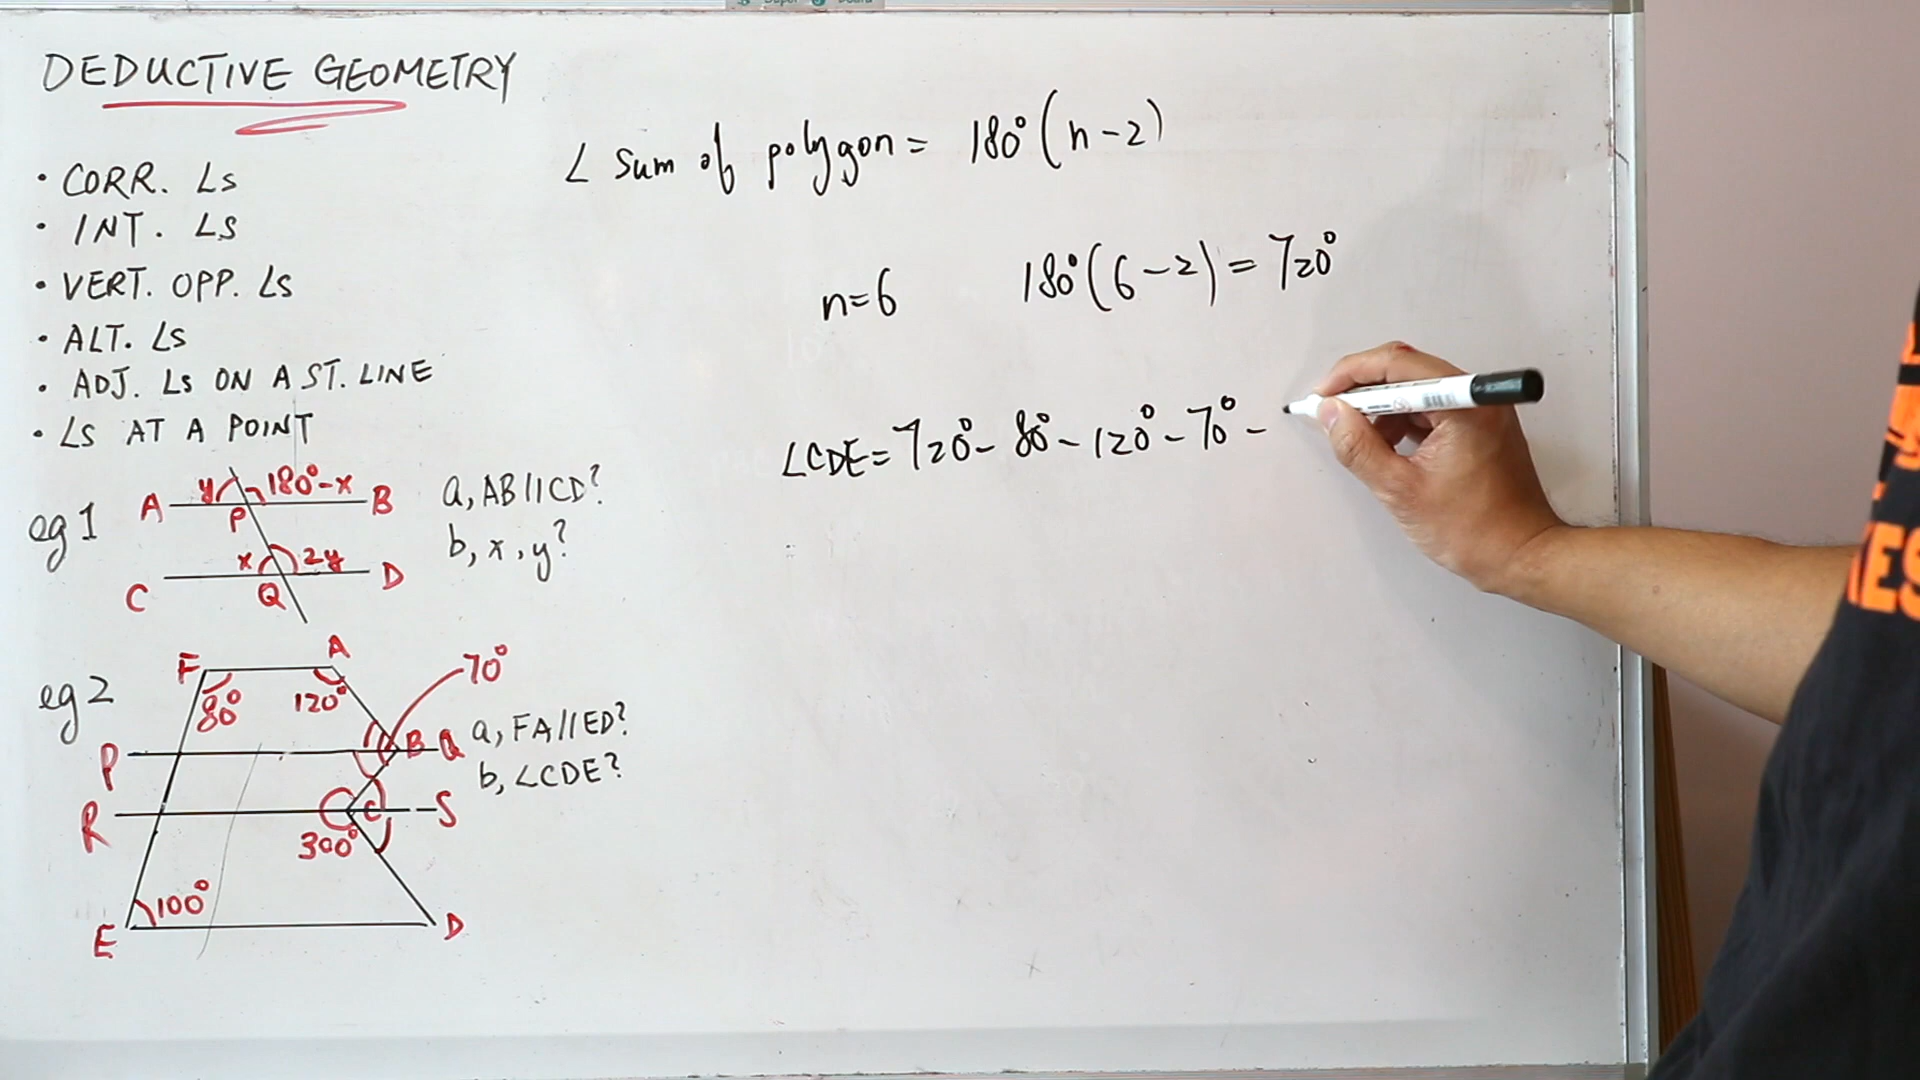 DEDUCTIVE GEOMETRY
• CORR. ∠S
• INT. ∠S
• VERT. OPP. ∠S
• ALT. ∠S
• ADJ. ∠S ON A ST. LINE
• ∠S AT A POINT
eg 1
A y 180°-x B
P
x 2y
C Q D
a, AB//CD?
b, x, y?
eg 2
F A 70°
80° 120°
P B Q
R C S
300°
100°
E D
a, FA//ED?
b, ∠CDE?
∠ Sum of polygon = 180° (n-2)
n=6 180° (6-2) = 720°
∠CDE = 720° - 80° - 120° - 70° -
ES